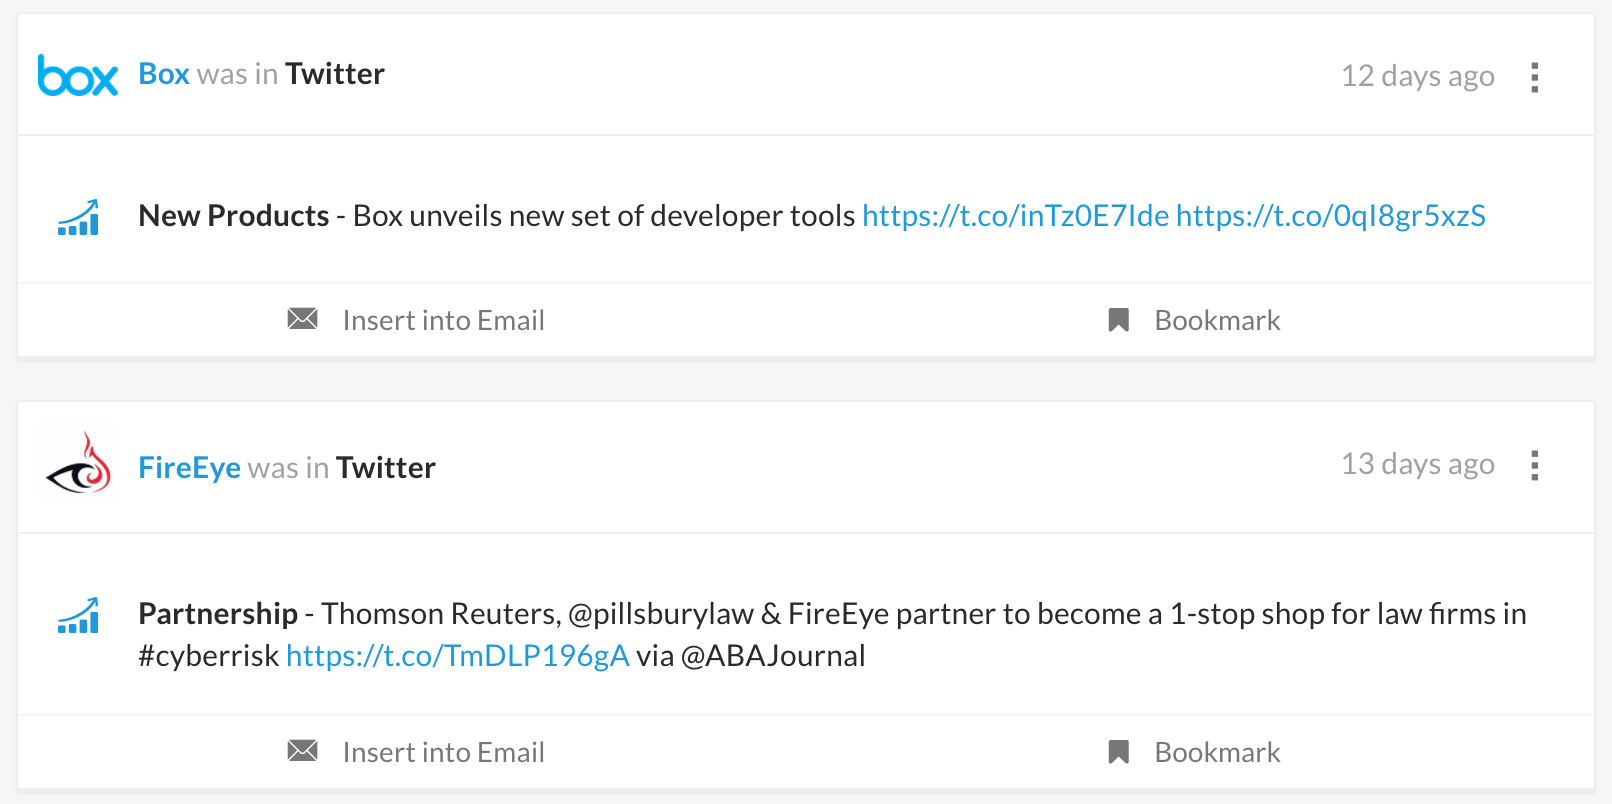 box
Box was in Twitter
12 days ago
New Products - Box unveils new set of developer tools https://t.co/inTz0E7Ide https://t.co/0qI8gr5xzS
Insert into Email
Bookmark
FireEye was in Twitter
13 days ago
Partnership - Thomson Reuters, @pillsburylaw & FireEye partner to become a 1-stop shop for law firms in
#cyberrisk https://t.co/TmDLP196gA via @ABAJournal
Insert into Email
Bookmark